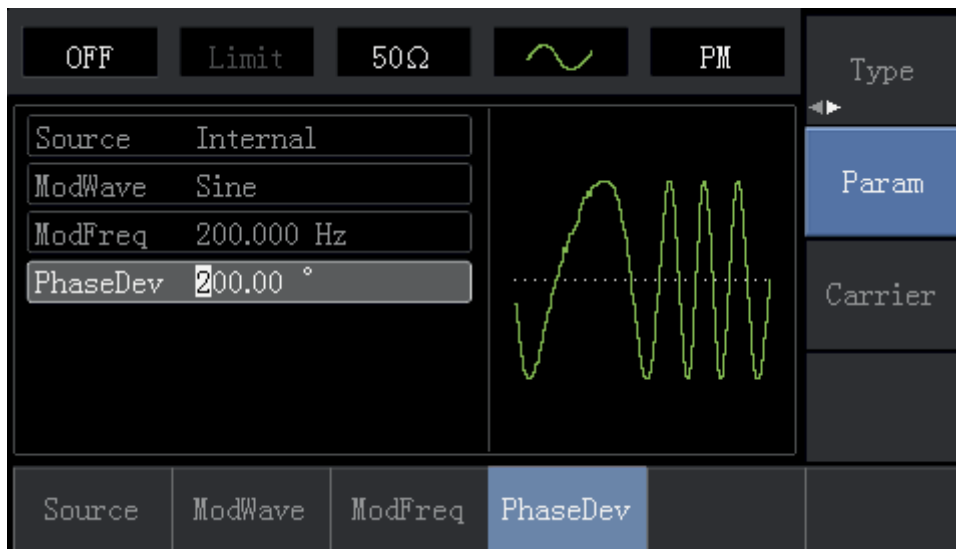 OFF Limit 50Ω PM
Type
Source Internal
ModWave Sine
Param
ModFreq 200.000 Hz
PhaseDev 200.00 °
Carrier
Source ModWave ModFreq PhaseDev